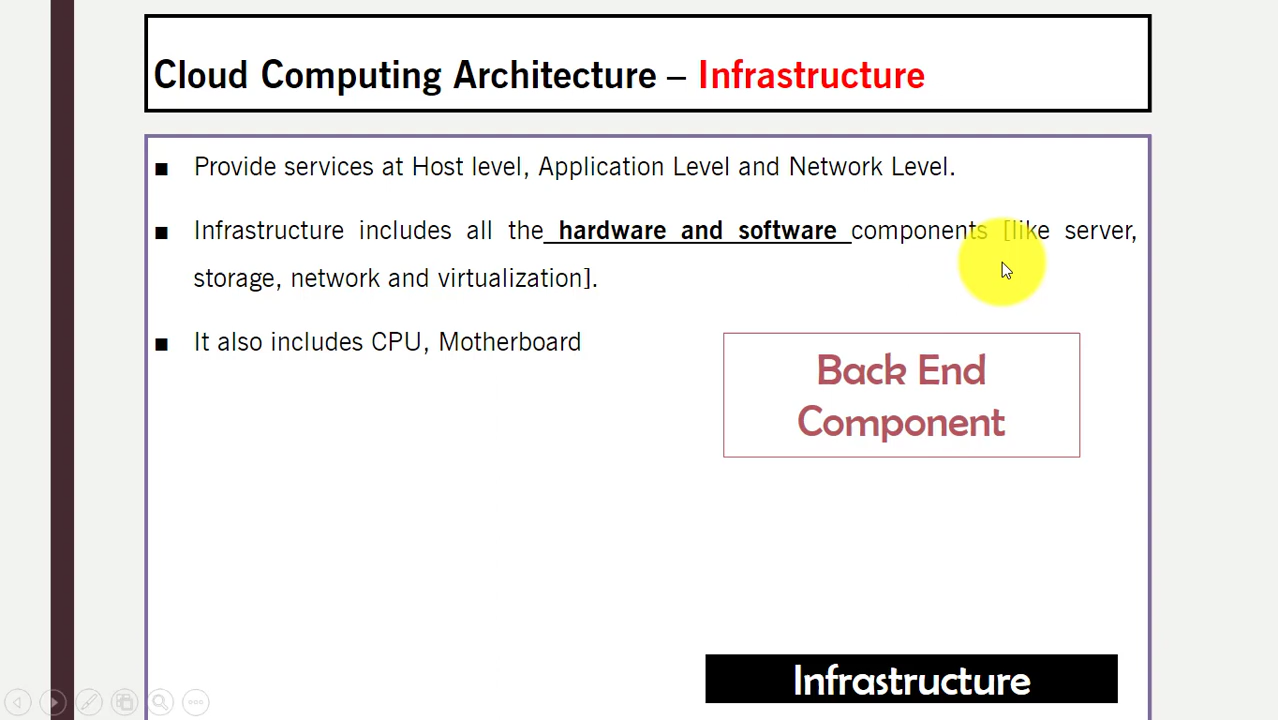 Cloud Computing Architecture – Infrastructure
■ Provide services at Host level, Application Level and Network Level.
■ Infrastructure includes all the hardware and software components [like server,
storage, network and virtualization].
■ It also includes CPU, Motherboard
Back End
Component
Infrastructure